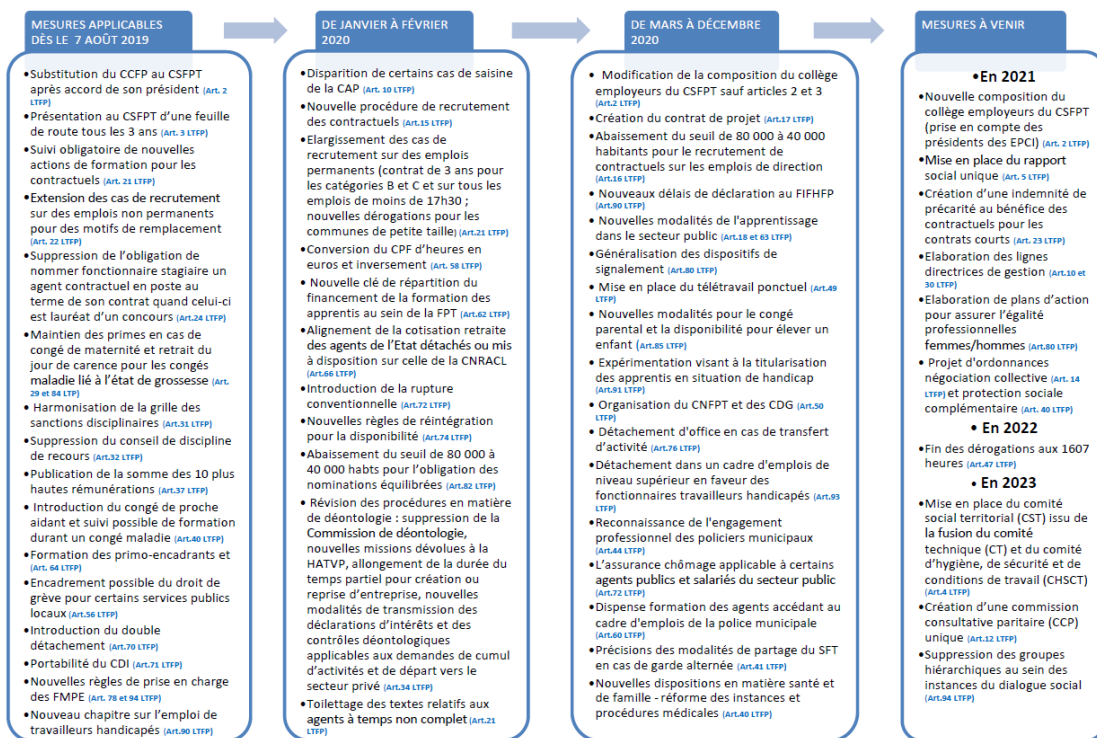 MESURES APPLICABLES
DÈS LE 7 AOÛT 2019
•Substitution du CCFP au CSFPT
après accord de son président (Art. 2
LTFP)
•Présentation au CSFPT d'une feuille
de route tous les 3 ans (Art. 3 LTFP)
•Suivi obligatoire de nouvelles
actions de formation pour les
contractuels (Art. 21 LTFP)
•Extension des cas de recrutement
sur des emplois non permanents
pour des motifs de remplacement
(Art. 22 LTFP)
•Suppression de l'obligation de
nommer fonctionnaire stagiaire un
agent contractuel en poste au
terme de son contrat quand celui-ci
est lauréat d'un concours (Art.24 LTFP)
•Maintien des primes en cas de
congé de maternité et retrait du
jour de carence pour les congés
maladie lié à l'état de grossesse (Art.
29 et 84 LTP)
• Harmonisation de la grille des
sanctions disciplinaires (Art.31 LTFP)
•Suppression du conseil de discipline
de recours (Art.32 LTFP)
•Publication de la somme des 10 plus
hautes rémunérations (Art.37 LTFP)
• Introduction du congé de proche
aidant et suivi possible de formation
durant un congé maladie (Art.40 LTFP)
•Formation des primo-encadrants et
(Art. 64 LTFP)
•Encadrement possible du droit de
grève pour certains services publics
locaux (Art.56 LTFP)
•Introduction du double
détachement (Art.70 LTFP)
•Portabilité du CDI (Art.71 LTFP)
•Nouvelles règles de prise en charge
des FMPE (Art. 78 et 94 LTFP)
•Nouveau chapitre sur l'emploi de
travailleurs handicapés (Art.90 LTFP)
DE JANVIER À FÉVRIER
2020
•Disparition de certains cas de saisine
de la CAP (Art. 10 LTFP)
•Nouvelle procédure de recrutement
des contractuels (Art.15 LTFP)
•Elargissement des cas de
recrutement sur des emplois
permanents (contrat de 3 ans pour
les catégories B et C et sur tous les
emplois de moins de 17h30 ;
nouvelles dérogations pour les
communes de petite taille) (Art.21 LTFP)
•Conversion du CPF d'heures en
euros et inversement (Art. 58 LTFP)
• Nouvelle clé de répartition du
financement de la formation des
apprentis au sein de la FPT (Art.62 LTFP)
•Alignement de la cotisation retraite
des agents de l'Etat détachés ou mis
à disposition sur celle de la CNRACL
(Art.66 LTFP)
•Introduction de la rupture
conventionnelle (Art.72 LTFP)
•Nouvelles règles de réintégration
pour la disponibilité (Art.74 LTFP)
•Abaissement du seuil de 80 000 à
40 000 habts pour l'obligation des
nominations équilibrées (Art.82 LTFP)
• Révision des procédures en matière
de déontologie : suppression de la
Commission de déontologie,
nouvelles missions dévolues à la
HATVP, allongement de la durée du
temps partiel pour création ou
reprise d'entreprise, nouvelles
modalités de transmission des
déclarations d'intérêts et des
contrôles déontologiques
applicables aux demandes de cumul
d'activités et de départ vers le
secteur privé (Art.34 LTFP)
•Toilettage des textes relatifs aux
agents à temps non complet (Art.21
LTFP)
DE MARS À DÉCEMBRE
2020
• Modification de la composition du collège
employeurs du CSFPT sauf articles 2 et 3
(Art.2 LTFP)
•Création du contrat de projet (Art.17 LTFP)
•Abaissement du seuil de 80 000 à 40 000
habitants pour le recrutement de
contractuels sur les emplois de direction
(Art.16 LTFP)
• Nouveaux délais de déclaration au FIFHFP
(Art.90 LTFP)
• Nouvelles modalités de l'apprentissage
dans le secteur public (Art.18 et 63 LTFP)
•Généralisation des dispositifs de
signalement (Art.80 LTFP)
• Mise en place du télétravail ponctuel (Art.49
LTFP)
• Nouvelles modalités pour le congé
parental et la disponibilité pour élever un
enfant (Art.85 LTFP)
• Expérimentation visant à la titularisation
des apprentis en situation de handicap
(Art.91 LTFP)
• Organisation du CNFPT et des CDG (Art.50
LTFP)
• Détachement d'office en cas de transfert
d'activité (Art.76 LTFP)
•Détachement dans un cadre d'emplois de
niveau supérieur en faveur des
fonctionnaires travailleurs handicapés (Art.93
LTFP)
•Reconnaissance de l'engagement
professionnel des policiers municipaux
(Art.44 LTFP)
•L'assurance chômage applicable à certains
agents publics et salariés du secteur public
(Art.72 LTFP)
•Dispense formation des agents accédant au
cadre d'emplois de la police municipale
(Art.60 LTFP)
•Précisions des modalités de partage du SFT
en cas de garde alternée (Art.41 LTFP)
•Nouvelles dispositions en matière santé et
de famille - réforme des instances et
procédures médicales (Art.40 LTFP)
MESURES À VENIR
•En 2021
•Nouvelle composition du
collège employeurs du CSFPT
(prise en compte des
présidents des EPCI) (Art. 2 LTFP)
•Mise en place du rapport
social unique (Art. 5 LTFP)
•Création d'une indemnité de
précarité au bénéfice des
contractuels pour les
contrats courts (Art. 23 LTFP)
•Elaboration des lignes
directrices de gestion (Art.10 et
30 LTFP)
•Elaboration de plans d'action
pour assurer l'égalité
professionnelles
femmes/hommes (Art.80 LTFP)
• Projet d'ordonnances
négociation collective (Art. 14
LTFP) et protection sociale
complémentaire (Art. 40 LTFP)
• En 2022
•Fin des dérogations aux 1607
heures (Art.47 LTFP)
• En 2023
•Mise en place du comité
social territorial (CST) issu de
la fusion du comité
technique (CT) et du comité
d'hygiène, de sécurité et de
conditions de travail (CHSCT)
(Art.4 LTFP)
•Création d'une commission
consultative paritaire (CCP)
unique (Art.12 LTFP)
•Suppression des groupes
hiérarchiques au sein des
instances du dialogue social
(Art.94 LTFP)